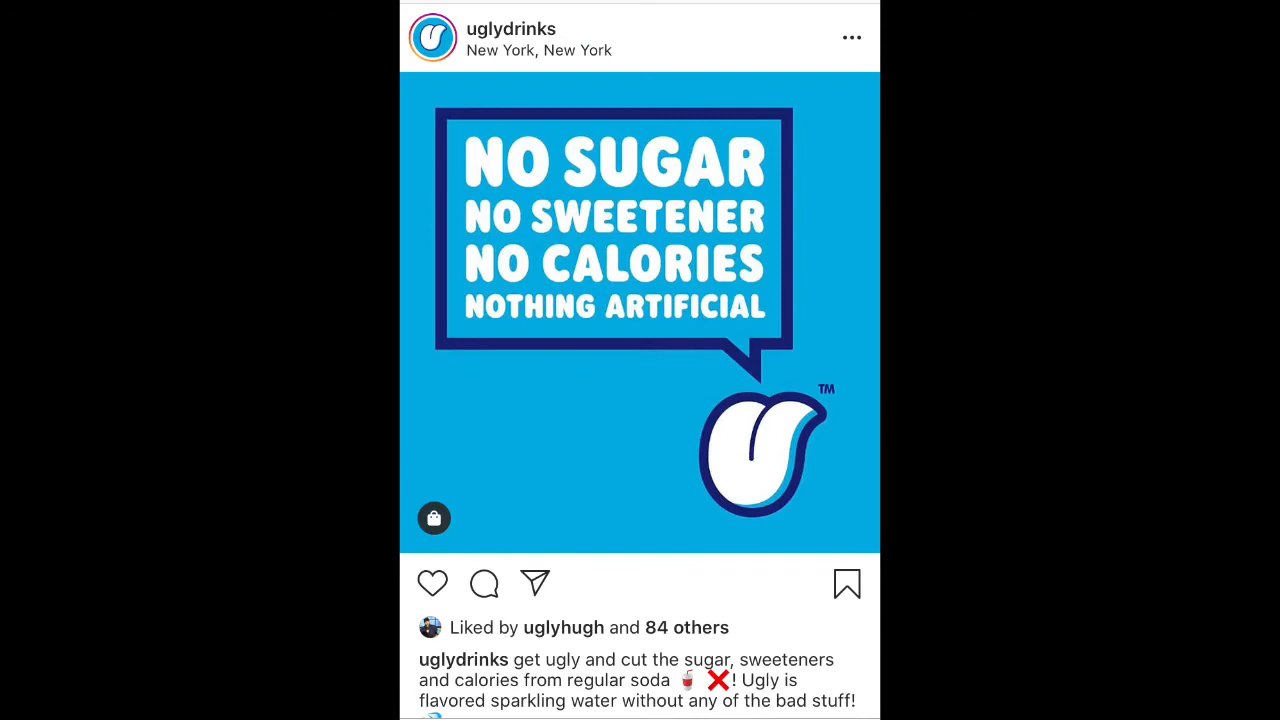 uglydrinks
New York, New York
NO SUGAR
NO SWEETENER
NO CALORIES
NOTHING ARTIFICIAL
TM
Liked by uglyhugh and 84 others
uglydrinks get ugly and cut the sugar, sweeteners
and calories from regular soda 🥤 ❌! Ugly is
flavored sparkling water without any of the bad stuff!